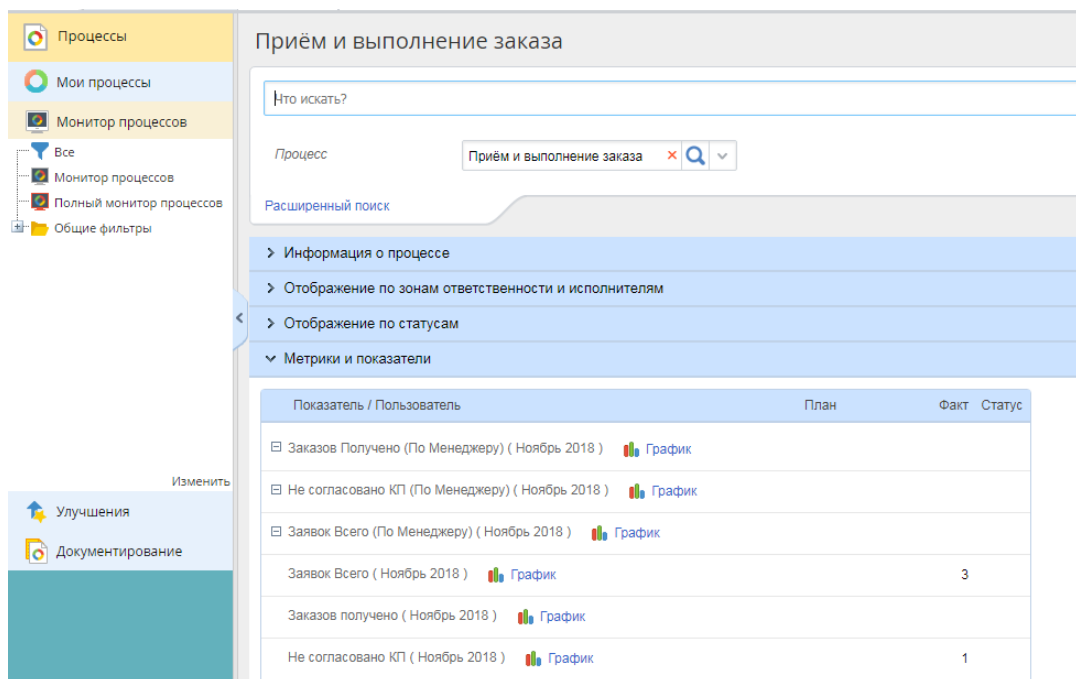 Процессы
Мои процессы
Монитор процессов
Все
Монитор процессов
Полный монитор процессов
Общие фильтры
Изменить
Улучшения
Документирование
Приём и выполнение заказа
Что искать?
Процесс Приём и выполнение заказа
Расширенный поиск
Информация о процессе
Отображение по зонам ответственности и исполнителям
Отображение по статусам
Метрики и показатели
Показатель / Пользователь План Факт Статус
Заказов Получено (По Менеджеру) ( Ноябрь 2018 ) График
Не согласовано КП (По Менеджеру) ( Ноябрь 2018 ) График
Заявок Всего (По Менеджеру) ( Ноябрь 2018 ) График
Заявок Всего ( Ноябрь 2018 ) График 3
Заказов получено ( Ноябрь 2018 ) График
Не согласовано КП ( Ноябрь 2018 ) График 1